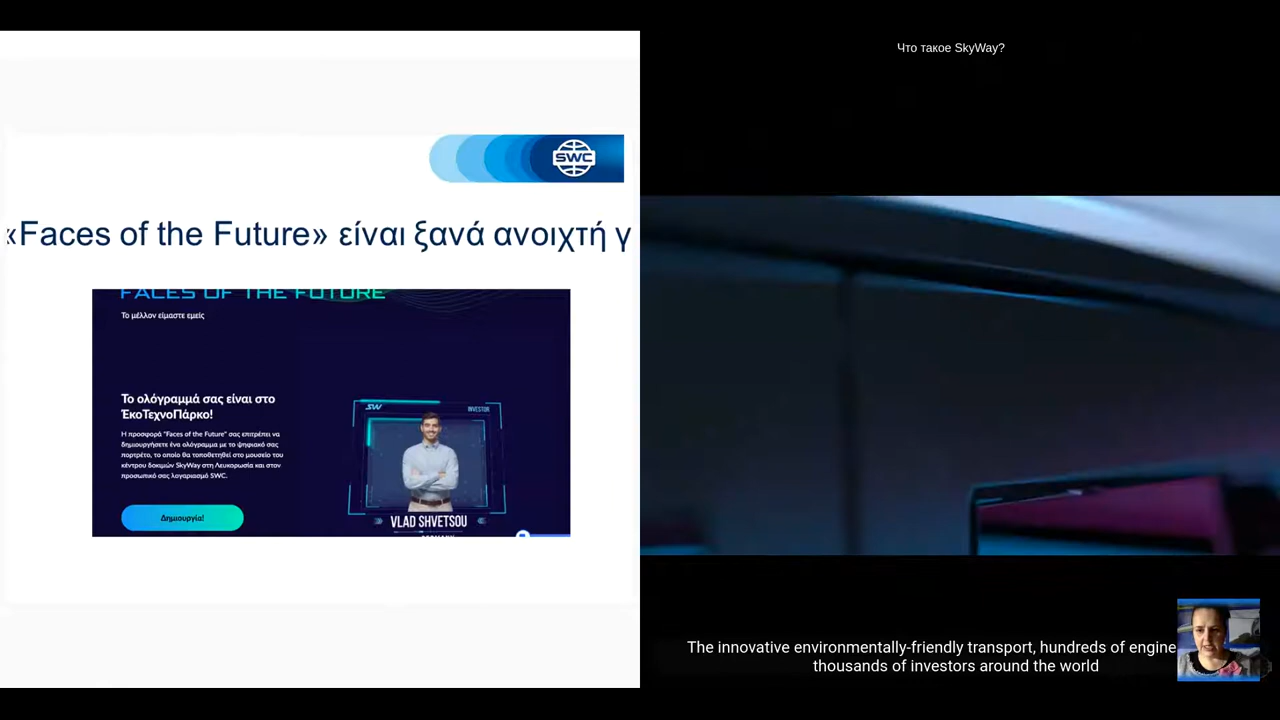 SWC
«Faces of the Future» είναι ξανά ανοιχτή γ
FACES OF THE FUTURE
Το μέλλον είμαστε εμείς
Το ολόγραμμά σας είναι στο
ΈκοΤεχνοΠάρκο!
Η προσφορά "Faces of the Future" σας επιτρέπει να
δημιουργήσετε ένα ολόγραμμα με το ψηφιακό σας
πορτρέτο, το οποίο θα τοποθετηθεί στο μουσείο του
κέντρου δοκιμών SkyWay στη Λευκορωσία και στον
προσωπικό σας λογαριασμό SWC.
Δημιουργία!
SW
INVESTOR
VLAD SHVETSOU
Что такое SkyWay?
The innovative environmentally-friendly transport, hundreds of engine
thousands of investors around the world